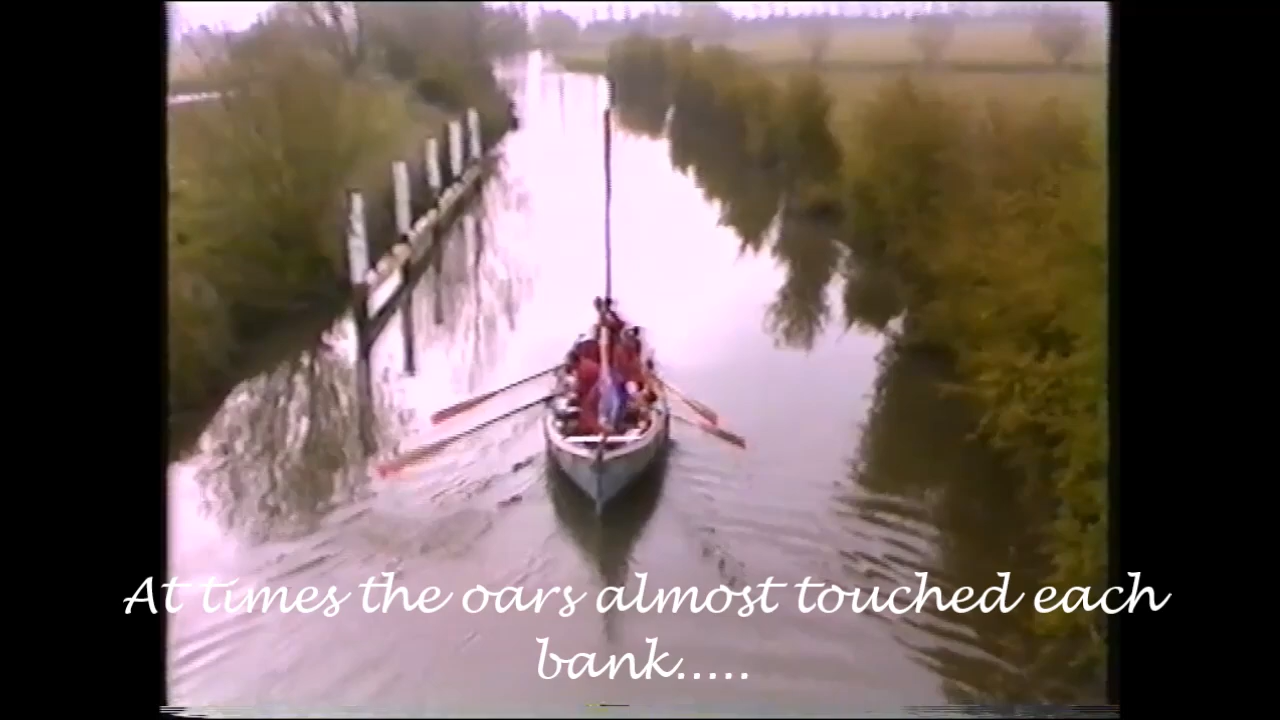 At times the oars almost touched each
bank.....